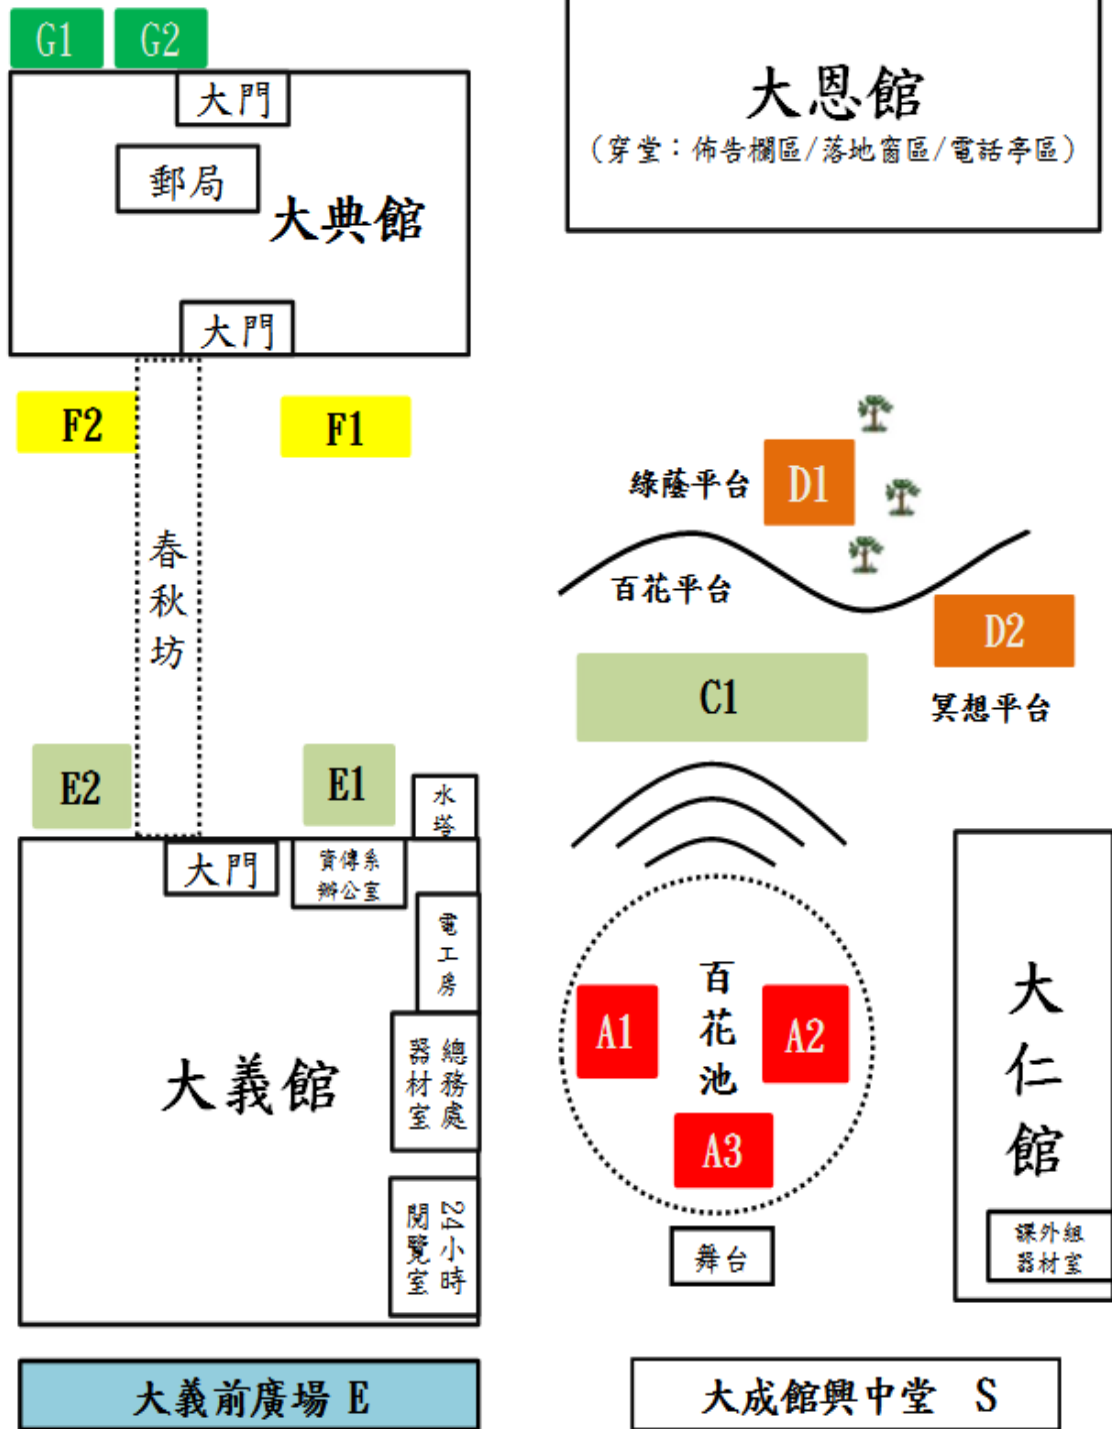 G1
G2
大門
郵局
大典館
大門
大恩館
(穿堂：佈告欄區/落地窗區/電話亭區)
F2
F1
春秋坊
綠蔭平台
D1
百花平台
D2
冥想平台
C1
E2
E1
水塔
大門
資傳系
辦公室
電工房
總務處
器材室
大義館
24小時
閱覽室
百花池
A1
A2
A3
舞台
大仁館
課外組
器材室
大義前廣場 E
大成館興中堂 S